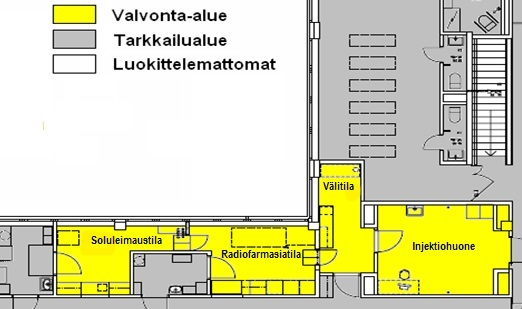 Valvonta-alue
Tarkkailualue
Luokittelemattomat
Välitila
Soluleimaustila
Radiofarmasiatila
Injektiohuone